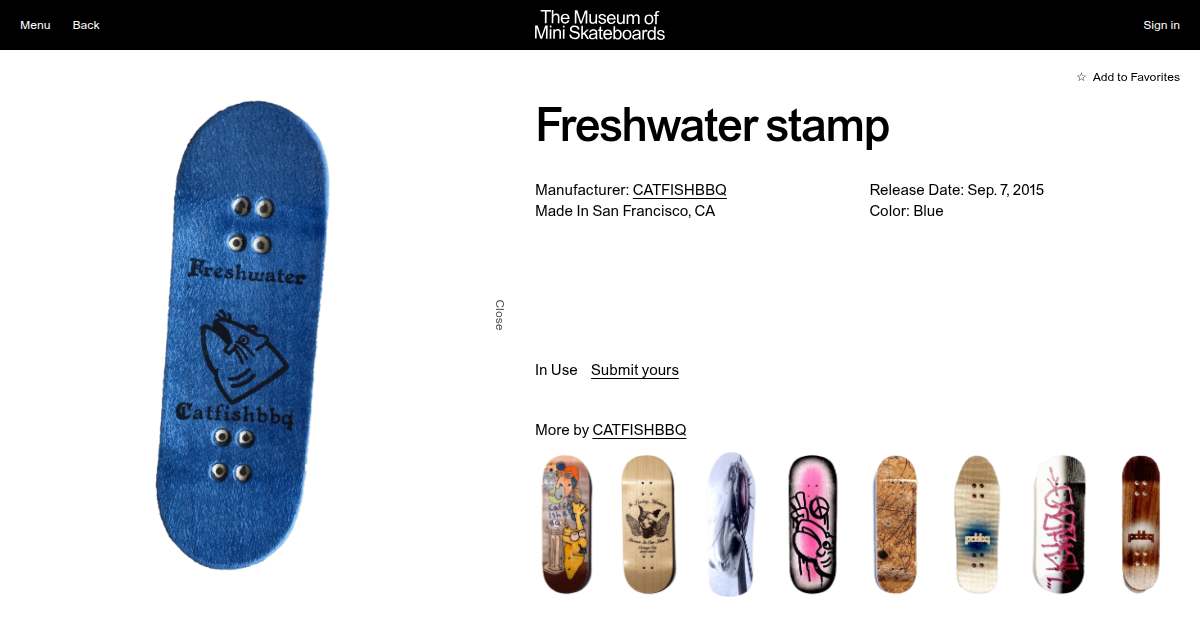 Menu
Back
The Museum of
Mini Skateboards
Sign in
☆ Add to Favorites
Freshwater stamp
Manufacturer: CATFISHBBQ
Made In San Francisco, CA
Release Date: Sep. 7, 2015
Color: Blue
Freshwater
Catfishbbq
Close
In Use
Submit yours
More by CATFISHBBQ